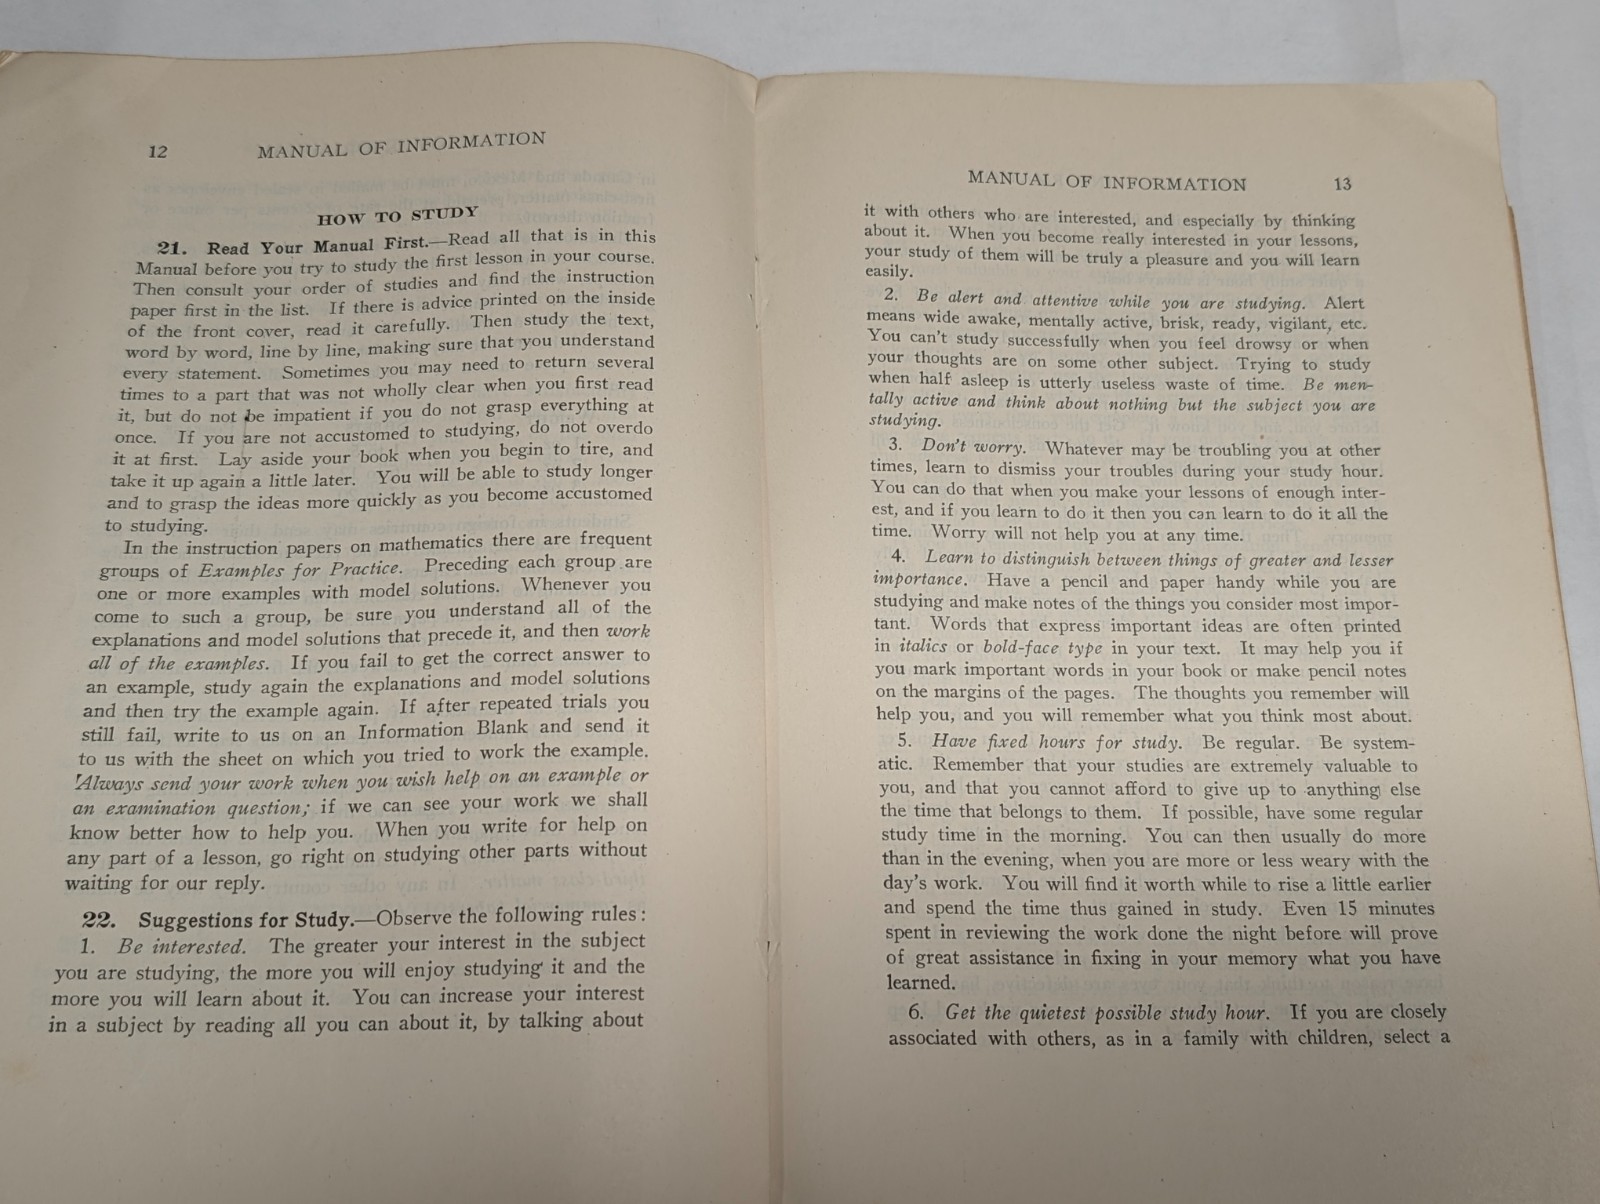 12 MANUAL OF INFORMATION
HOW TO STUDY
21. Read Your Manual First.—Read all that is in this
Manual before you try to study the first lesson in your course.
Then consult your order of studies and find the instruction
paper first in the list. If there is advice printed on the inside
of the front cover, read it carefully. Then study the text,
word by word, line by line, making sure that you understand
every statement. Sometimes you may need to return several
times to a part that was not wholly clear when you first read
it, but do not be impatient if you do not grasp everything at
once. If you are not accustomed to studying, do not overdo
it at first. Lay aside your book when you begin to tire, and
take it up again a little later. You will be able to study longer
and to grasp the ideas more quickly as you become accustomed
to studying.
In the instruction papers on mathematics there are frequent
groups of Examples for Practice. Preceding each group are
one or more examples with model solutions. Whenever you
come to such a group, be sure you understand all of the
explanations and model solutions that precede it, and then work
all of the examples. If you fail to get the correct answer to
an example, study again the explanations and model solutions
and then try the example again. If after repeated trials you
still fail, write to us on an Information Blank and send it
to us with the sheet on which you tried to work the example.
Always send your work when you wish help on an example or
an examination question; if we can see your work we shall
know better how to help you. When you write for help on
any part of a lesson, go right on studying other parts without
waiting for our reply.
22. Suggestions for Study.—Observe the following rules:
1. Be interested. The greater your interest in the subject
you are studying, the more you will enjoy studying it and the
more you will learn about it. You can increase your interest
in a subject by reading all you can about it, by talking about
MANUAL OF INFORMATION 13
it with others who are interested, and especially by thinking
about it. When you become really interested in your lessons,
your study of them will be truly a pleasure and you will learn
easily.
2. Be alert and attentive while you are studying. Alert
means wide awake, mentally active, brisk, ready, vigilant, etc.
You can't study successfully when you feel drowsy or when
your thoughts are on some other subject. Trying to study
when half asleep is utterly useless waste of time. Be men-
tally active and think about nothing but the subject you are
studying.
3. Don't worry. Whatever may be troubling you at other
times, learn to dismiss your troubles during your study hour.
You can do that when you make your lessons of enough inter-
est, and if you learn to do it then you can learn to do it all the
time. Worry will not help you at any time.
4. Learn to distinguish between things of greater and lesser
importance. Have a pencil and paper handy while you are
studying and make notes of the things you consider most impor-
tant. Words that express important ideas are often printed
in italics or bold-face type in your text. It may help you if
you mark important words in your book or make pencil notes
on the margins of the pages. The thoughts you remember will
help you, and you will remember what you think most about.
5. Have fixed hours for study. Be regular. Be system-
atic. Remember that your studies are extremely valuable to
you, and that you cannot afford to give up to anything else
the time that belongs to them. If possible, have some regular
study time in the morning. You can then usually do more
than in the evening, when you are more or less weary with the
day's work. You will find it worth while to rise a little earlier
and spend the time thus gained in study. Even 15 minutes
spent in reviewing the work done the night before will prove
of great assistance in fixing in your memory what you have
learned.
6. Get the quietest possible study hour. If you are closely
associated with others, as in a family with children, select a